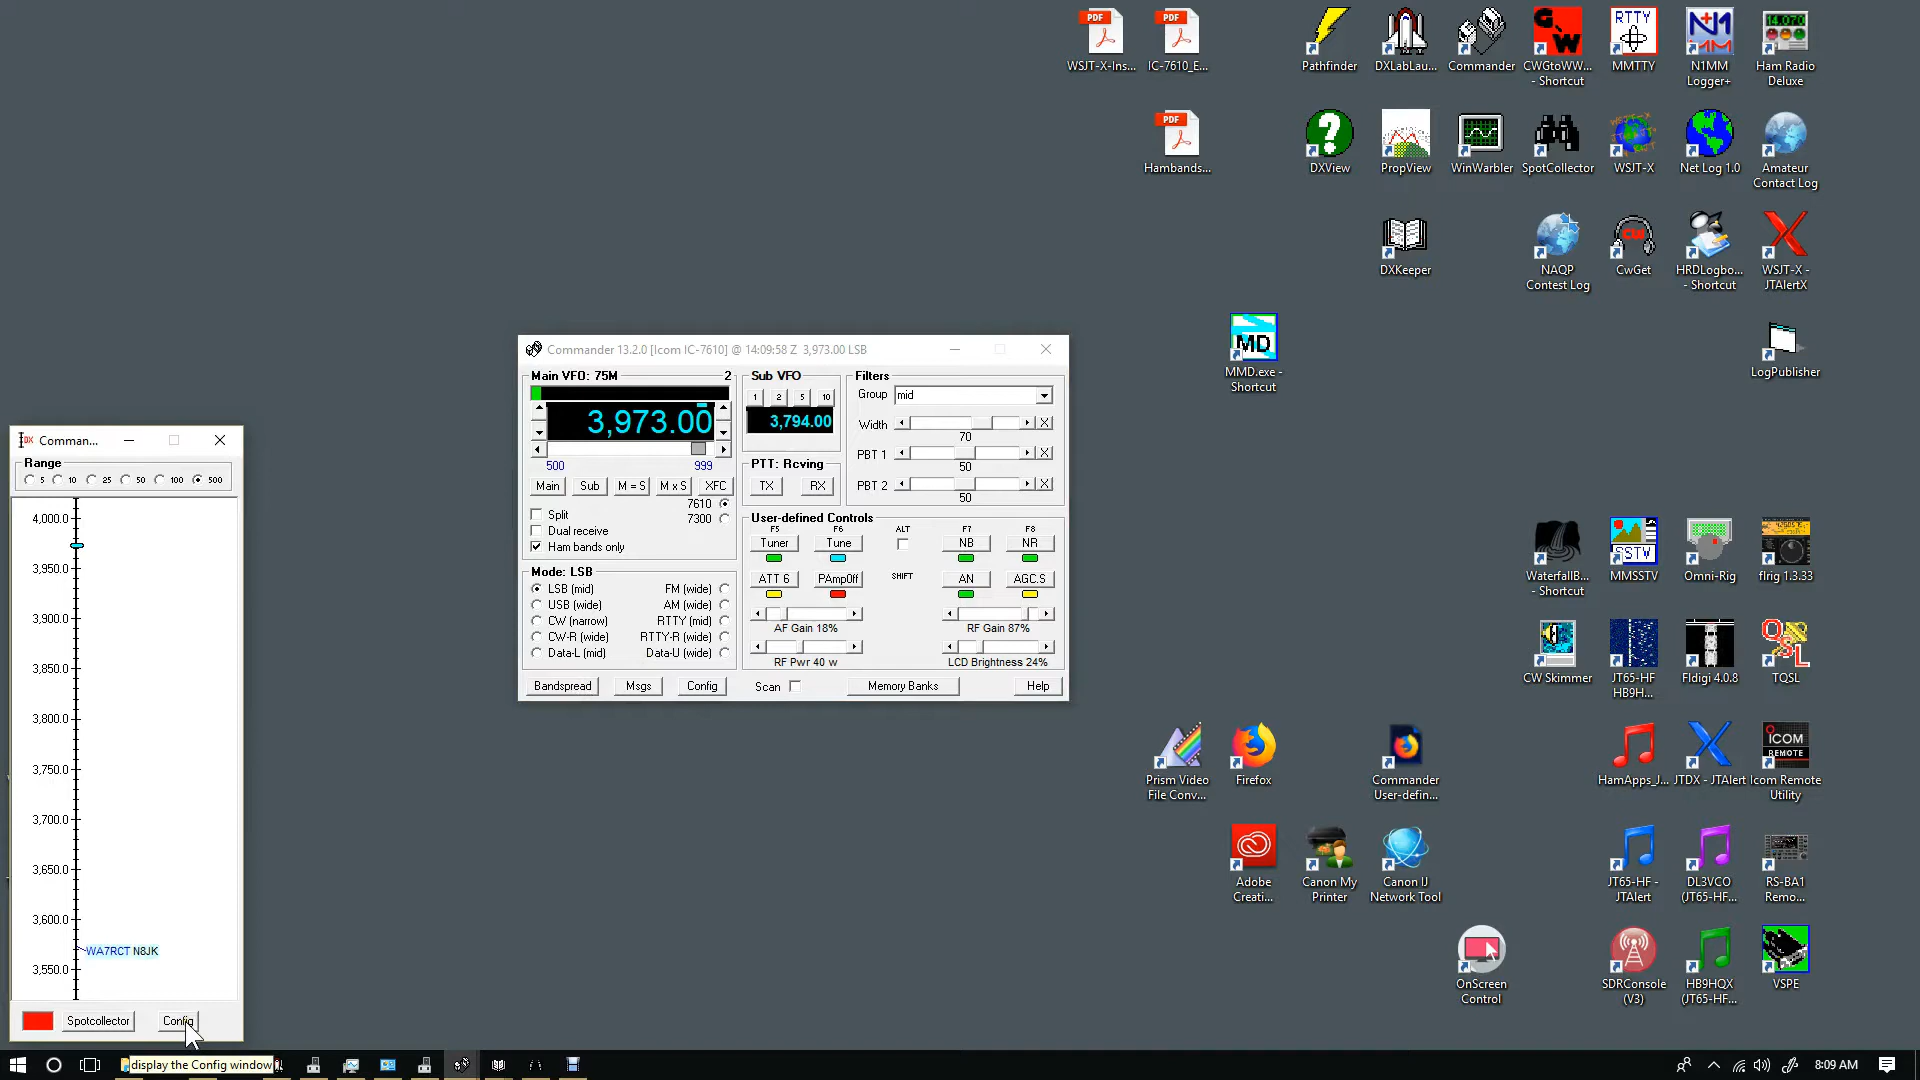 WSJT-X-Ins...
IC-7610_E...
Pathfinder
DXLabLau...
Commander
CWGtoWW...
- Shortcut
MMTTY
N1MM
Logger+
Ham Radio
Deluxe
Hambands...
DXView
PropView
WinWarbler
SpotCollector
WSJT-X
Net Log 1.0
Amateur
Contact Log
DXKeeper
NAQP
Contest Log
CwGet
HRDLogbo...
- Shortcut
WSJT-X -
JTAlertX
MMD.exe -
Shortcut
LogPublisher
Commander 13.2.0 [Icom IC-7610] @ 14:09:58 Z 3,973.00 LSB
Main VFO: 75M 2
3,973.00
500 999
Main Sub M = S M x S XFC
7610
7300
Split
Dual receive
Ham bands only
Mode: LSB
LSB (mid) FM (wide)
USB (wide) AM (wide)
CW (narrow) RTTY (mid)
CW-R (wide) RTTY-R (wide)
Data-L (mid) Data-U (wide)
Sub VFO
1 2 5 10
3,794.00
PTT: Rcving
TX RX
Filters
Group mid
Width X
70
PBT 1 X
50
PBT 2 X
50
User-defined Controls
F5 F6 ALT F7 F8
Tuner Tune NB NR
ATT 6 PAmpOff SHIFT AN AGC.S
AF Gain 18% RF Gain 87%
RF Pwr 40 w LCD Brightness 24%
Bandspread Msgs Config Scan Memory Banks Help
Comman...
Range
5 10 25 50 100 500
4,000.0
3,950.0
3,900.0
3,850.0
3,800.0
3,750.0
3,700.0
3,650.0
3,600.0
WA7RCT N8JK
3,550.0
Spotcollector Config
WaterfallB...
- Shortcut
MMSSTV
Omni-Rig
flrig 1.3.33
CW Skimmer
JT65-HF
HB9H...
Fldigi 4.0.8
TQSL
Prism Video
File Conv...
Firefox
Commander
User-defin...
HamApps_J...
JTDX - JTAlert
Icom Remote
Utility
Adobe
Creati...
Canon My
Printer
Canon IJ
Network Tool
JT65-HF -
JTAlert
DL3VCO
(JT65-HF...
RS-BA1
Remo...
OnScreen
Control
SDRConsole
(V3)
HB9HQX
(JT65-HF...
VSPE
display the Config window
8:09 AM